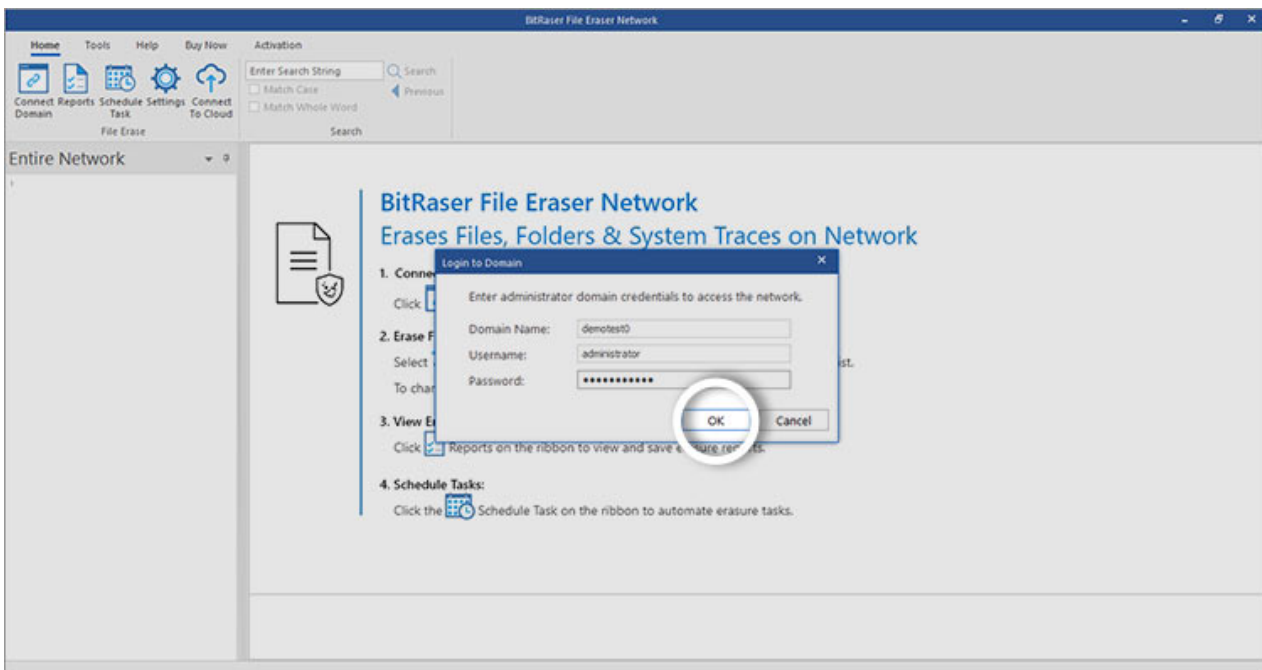 BitRaser File Eraser Network
Home Tools Help Buy Now Activation
Enter Search String Search
Match Case Previous
Match Whole Word
Connect Domain Reports Schedule Task Settings Connect To Cloud
File Erase Search
Entire Network
BitRaser File Eraser Network
Erases Files, Folders & System Traces on Network
Login to Domain
1. Conne
Enter administrator domain credentials to access the network.
Click
Domain Name: demotest0
2. Erase F
Username: administrator
Select ist.
Password: •••••••••••
To char
OK Cancel
3. View Er
Click Reports on the ribbon to view and save erasure reports.
4. Schedule Tasks:
Click the Schedule Task on the ribbon to automate erasure tasks.